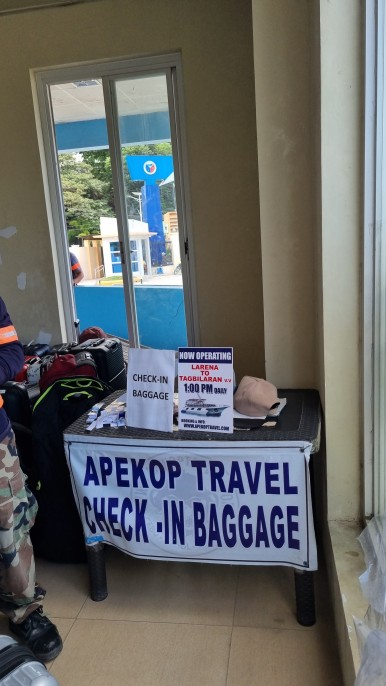 CHECK-IN
BAGGAGE
NOW OPERATING
LARENA
TO
TAGBILARAN V.V
1:00 PM DAILY
WWW.APEKOPTRAVEL.COM
APEKOP TRAVEL
CHECK -IN BAGGAGE